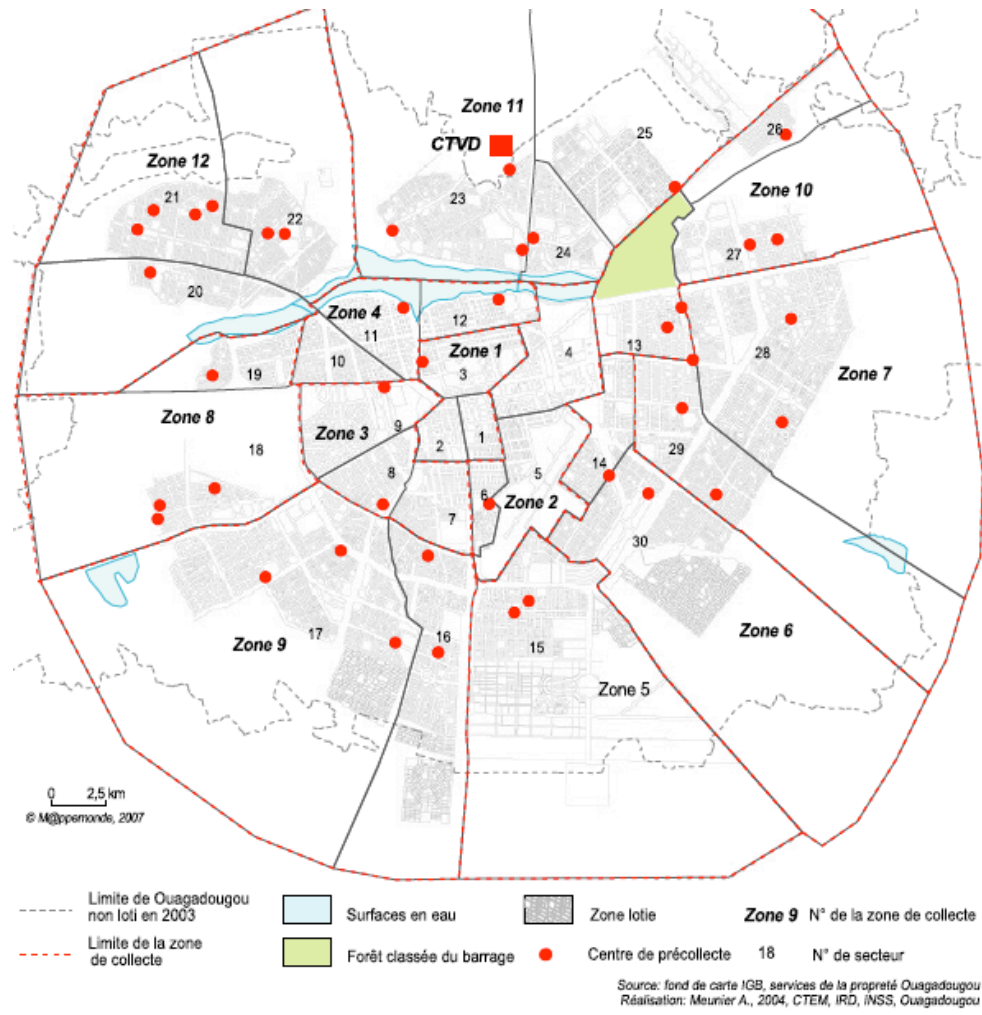 Zone 11
CTVD
25
26
Zone 12
Zone 10
21
23
22
24
27
20
Zone 4
12
11
13
4
28
Zone 1
10
3
19
Zone 7
Zone 8
9
Zone 3
18
2
1
29
8
14
5
6
Zone 2
7
30
17
16
Zone 6
Zone 9
15
Zone 5
0 2,5 km
© M@ppemonde, 2007
Limite de Ouagadougou
non loti en 2003
Surfaces en eau
Zone lotie
Zone 9 N° de la zone de collecte
Limite de la zone
de collecte
Forêt classée du barrage
Centre de précollecte
18 N° de secteur
Source: fond de carte IGB, services de la propreté Ouagadougou
Réalisation: Meunier A., 2004, CTEM, IRD, INSS, Ouagadougou